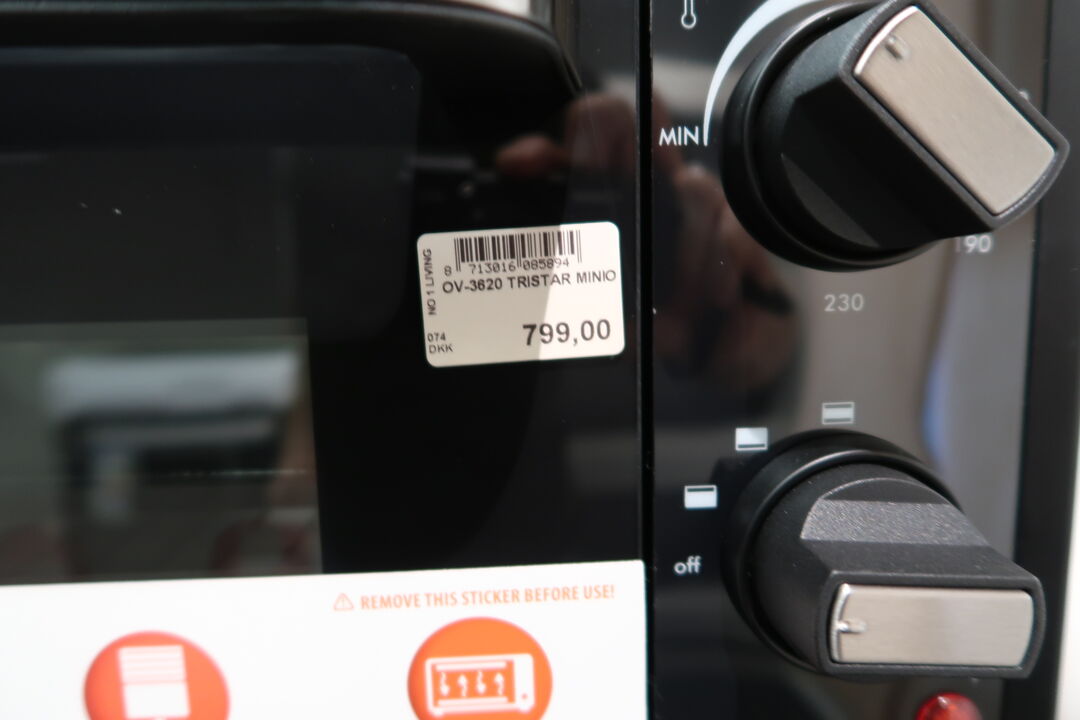 MIN
190
230
off
NO 1 LIVING
8 713016 085894
OV-3620 TRISTAR MINIO
074
DKK
799,00
REMOVE THIS STICKER BEFORE USE!